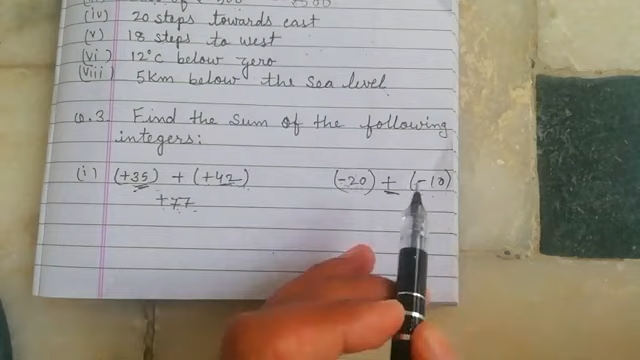 (iv) 20 steps towards east
(v) 18 steps to west
(vi) 12°C below zero
(viii) 5km below the sea level
Q.3 Find the sum of the following
integers:
(i) (+35) + (+42) (-20) + (-10)
+77